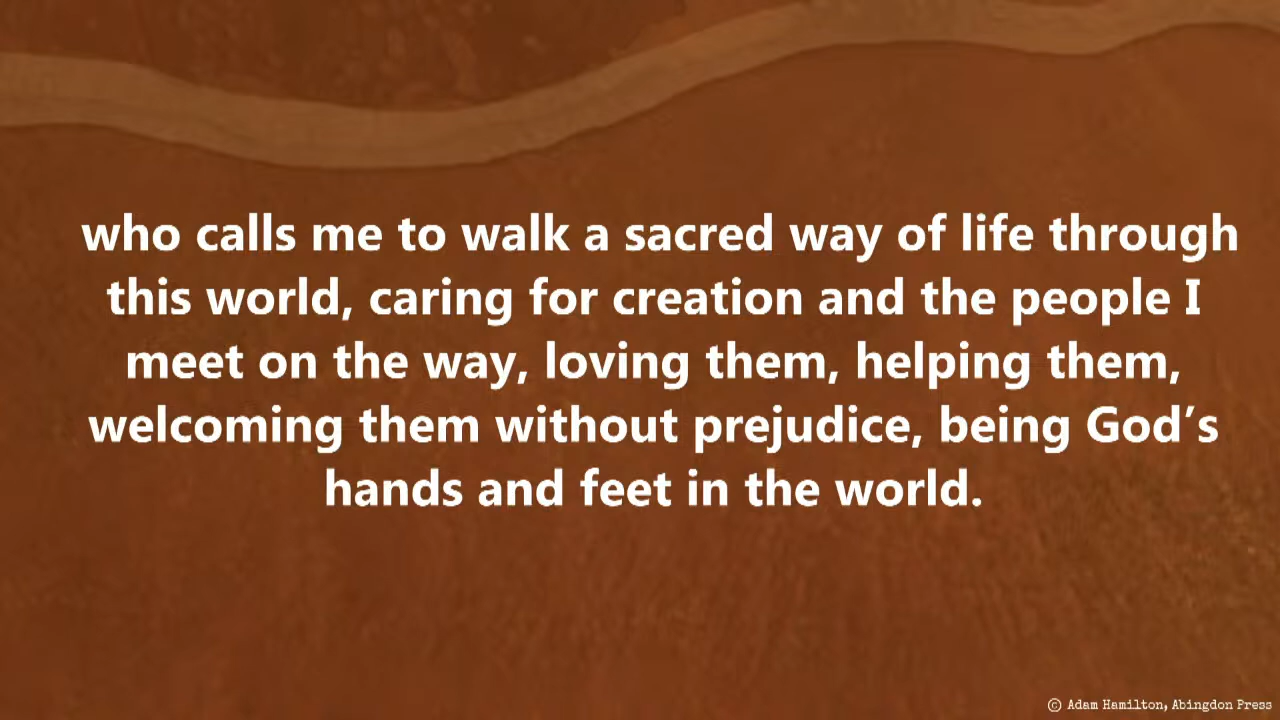 who calls me to walk a sacred way of life through
this world, caring for creation and the people I
meet on the way, loving them, helping them,
welcoming them without prejudice, being God’s
hands and feet in the world.
© Adam Hamilton, Abingdon Press